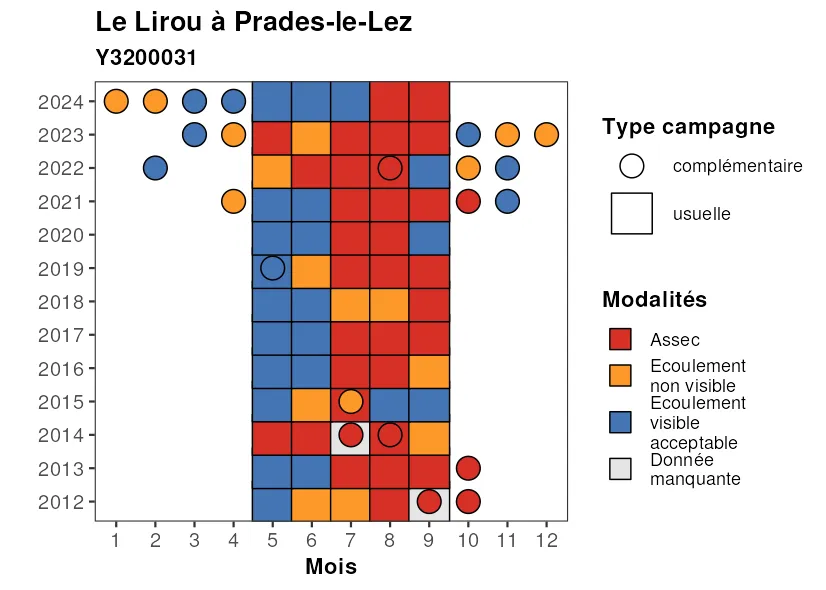 Le Lirou à Prades-le-Lez
Y3200031
2024
2023
2022
2021
2020
2019
2018
2017
2016
2015
2014
2013
2012
1 2 3 4 5 6 7 8 9 10 11 12
Mois
Type campagne
complémentaire
usuelle
Modalités
Assec
Ecoulement
non visible
Ecoulement
visible
acceptable
Donnée
manquante